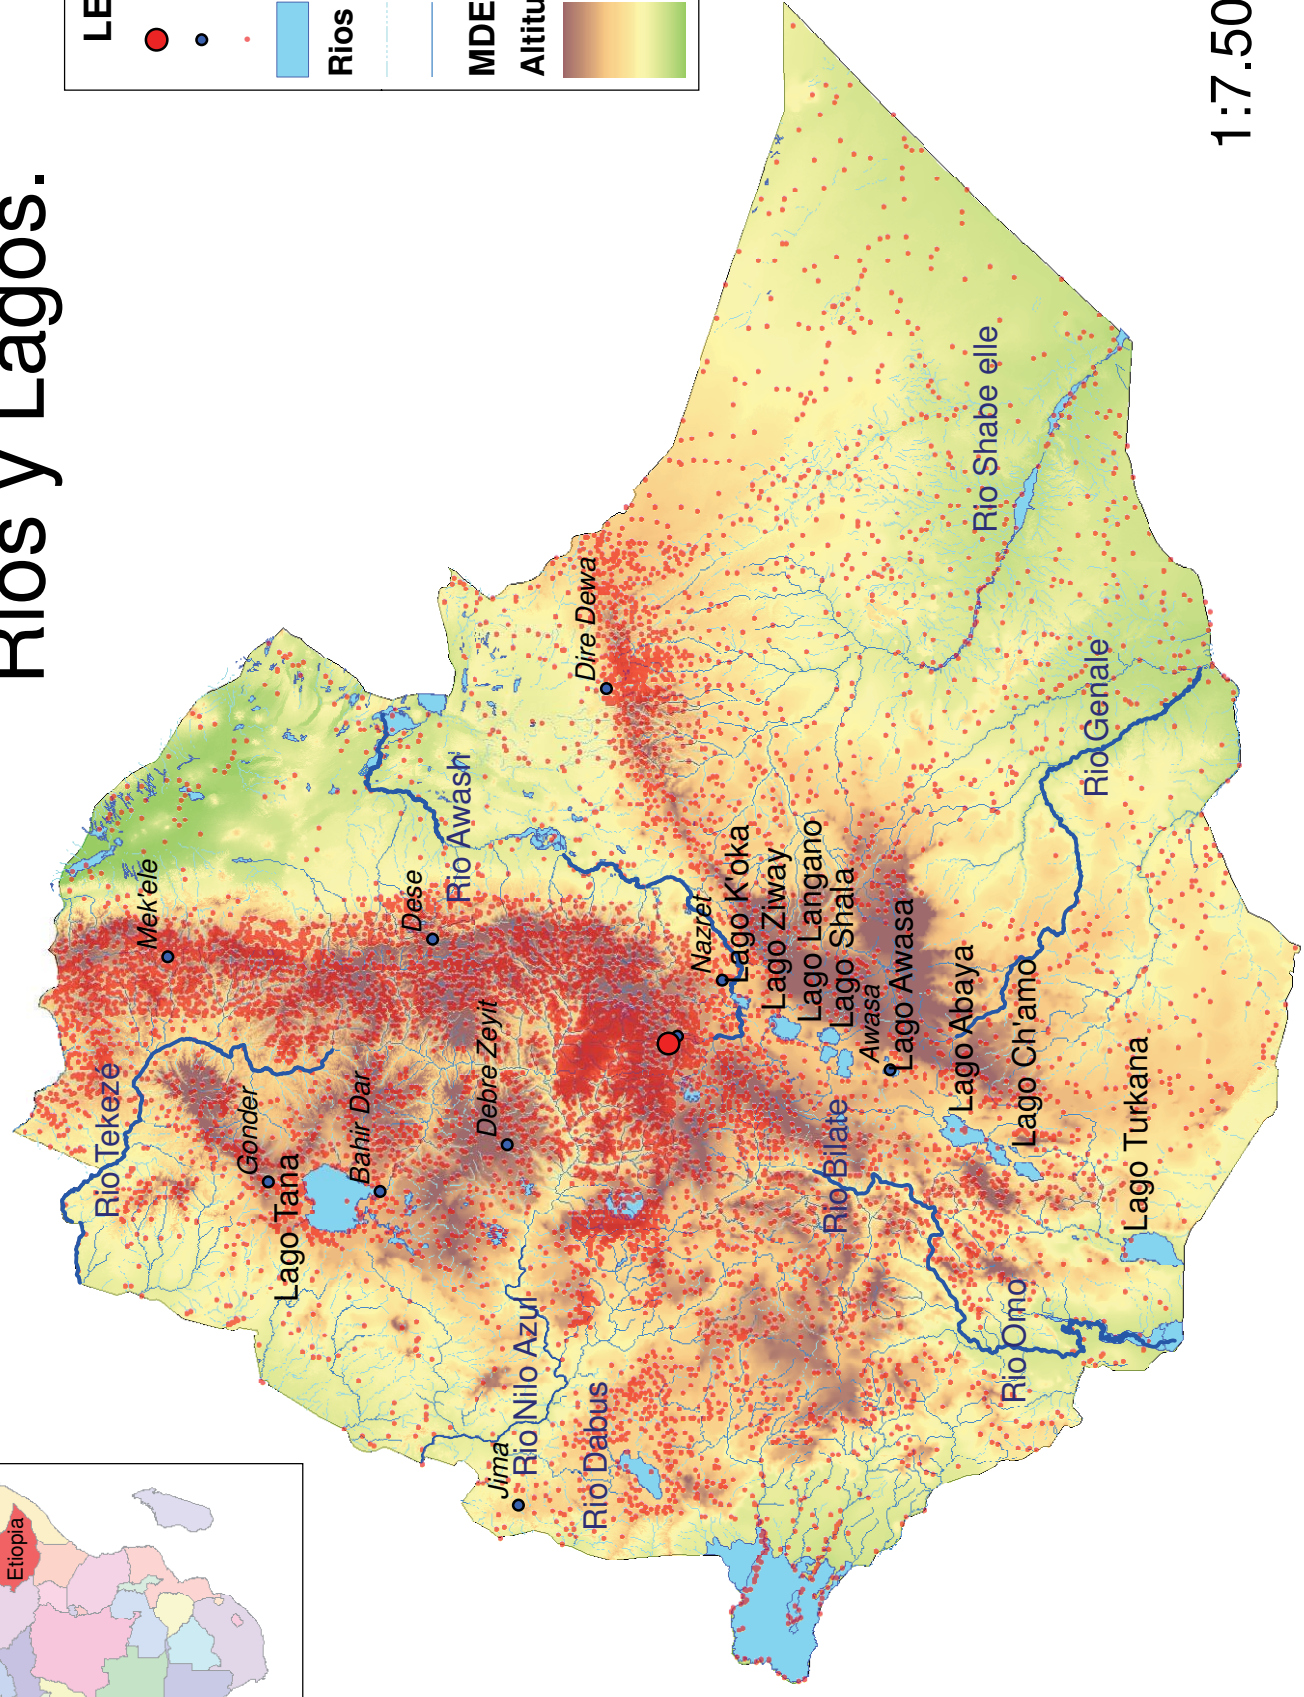 Rios y Lagos.
LE
Rios
MDE
Altitu
1:7.50
Etiopia
Mek'ele
Rio Tekezé
Gonder
Lago Tana
Bahir Dar
Dese
Rio Awash
Debre Zeyit
Jima
Rio Nilo Azul
Rio Dabus
Dire Dewa
Nazret
Lago K'oka
Lago Ziway
Lago Langano
Lago Shala
Awasa
Lago Awasa
Rio Bilate
Lago Abaya
Lago Ch'amo
Rio Omo
Lago Turkana
Rio Genale
Rio Shabe elle